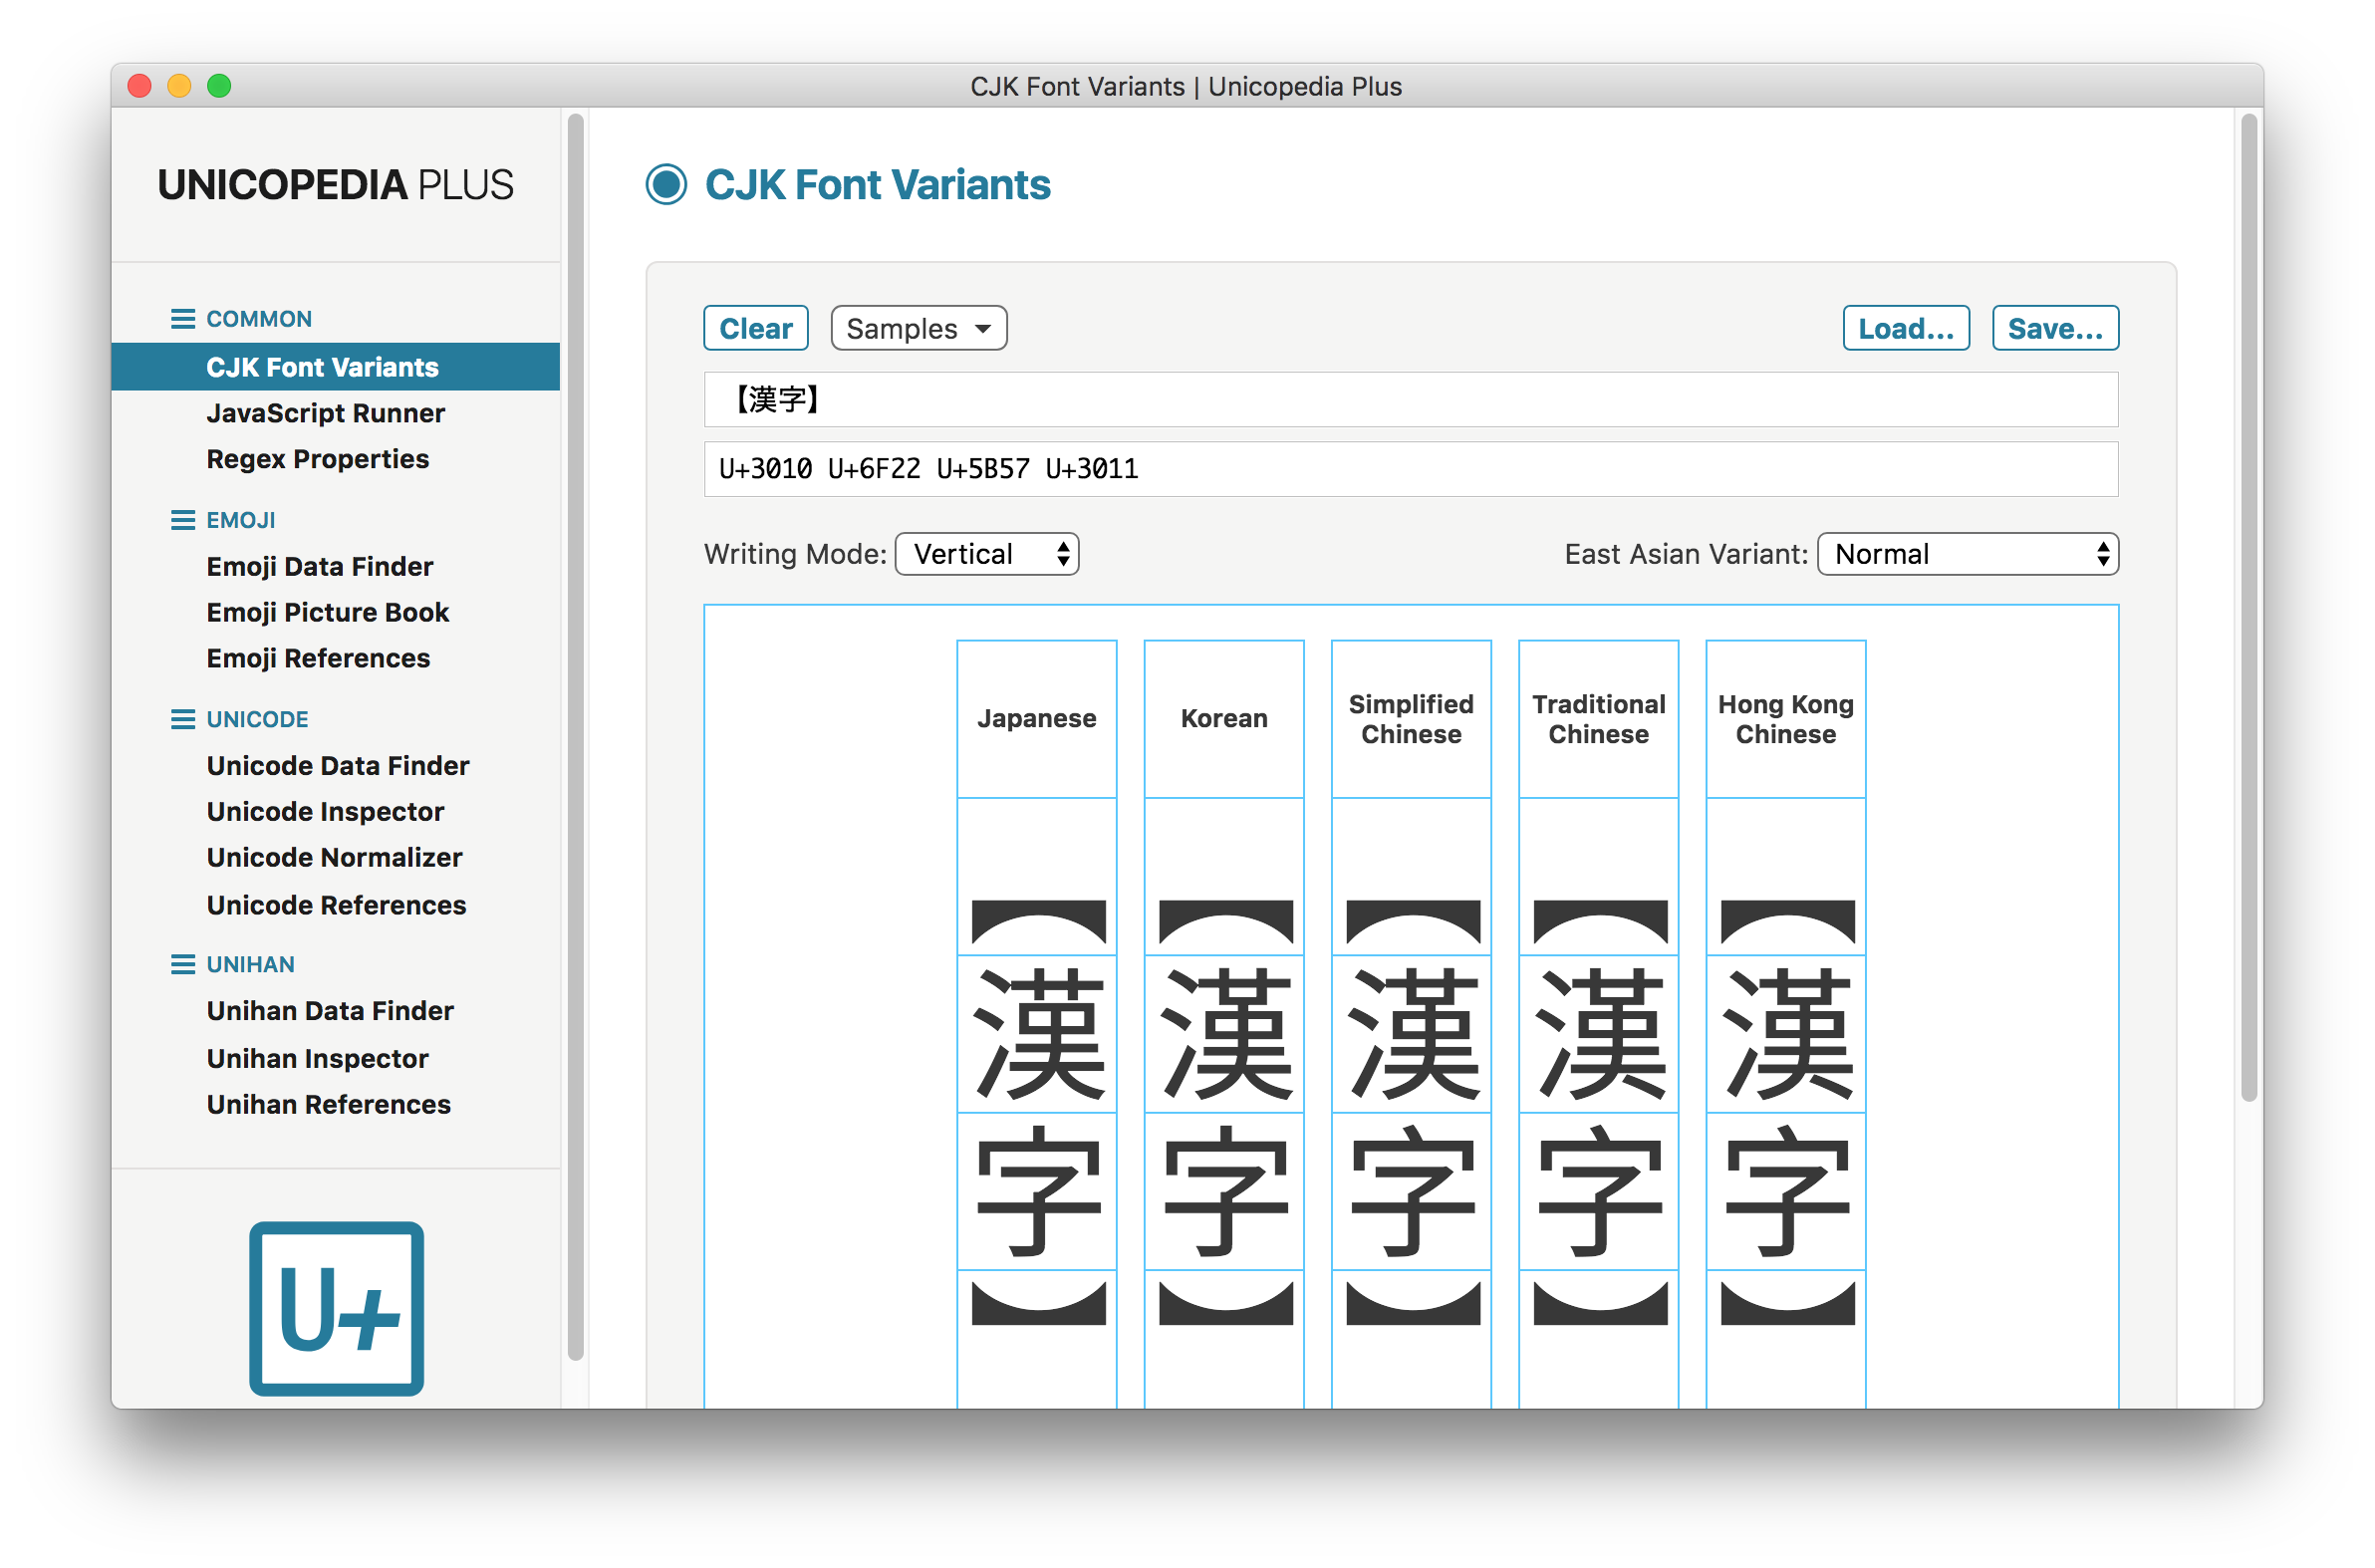 CJK Font Variants | Unicopedia Plus
UNICOPEDIA PLUS
COMMON
CJK Font Variants
JavaScript Runner
Regex Properties
EMOJI
Emoji Data Finder
Emoji Picture Book
Emoji References
UNICODE
Unicode Data Finder
Unicode Inspector
Unicode Normalizer
Unicode References
UNIHAN
Unihan Data Finder
Unihan Inspector
Unihan References
U+
CJK Font Variants
Clear Samples Load... Save...
【漢字】
U+3010 U+6F22 U+5B57 U+3011
Writing Mode: Vertical East Asian Variant: Normal
Japanese
【漢字】
Korean
【漢字】
Simplified
Chinese
【漢字】
Traditional
Chinese
【漢字】
Hong Kong
Chinese
【漢字】